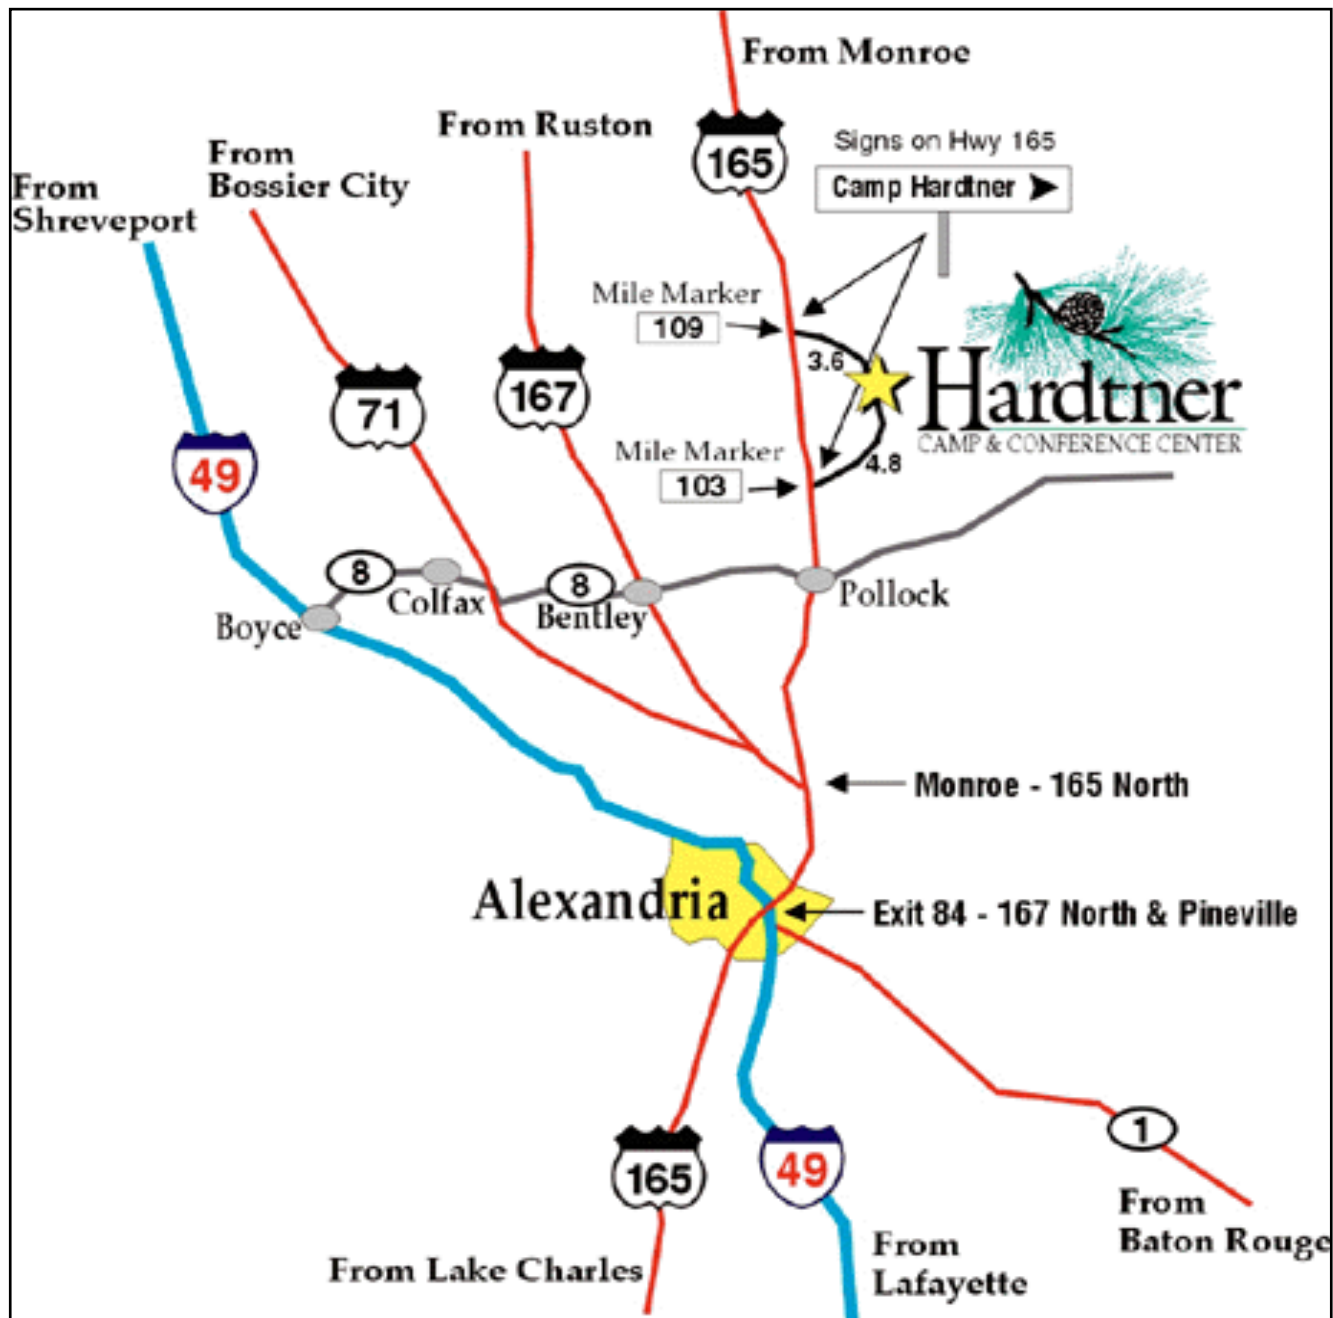 From Monroe
From Ruston
From
Bossier City
From
Shreveport
165
Signs on Hwy 165
Camp Hardtner
Mile Marker
109
3.6
Hardtner
CAMP & CONFERENCE CENTER
71
167
49
Mile Marker
103
4.8
8
Colfax
8
Bentley
Pollock
Boyce
Monroe - 165 North
Alexandria
Exit 84 - 167 North & Pineville
1
165
49
From
Baton Rouge
From Lake Charles
From
Lafayette